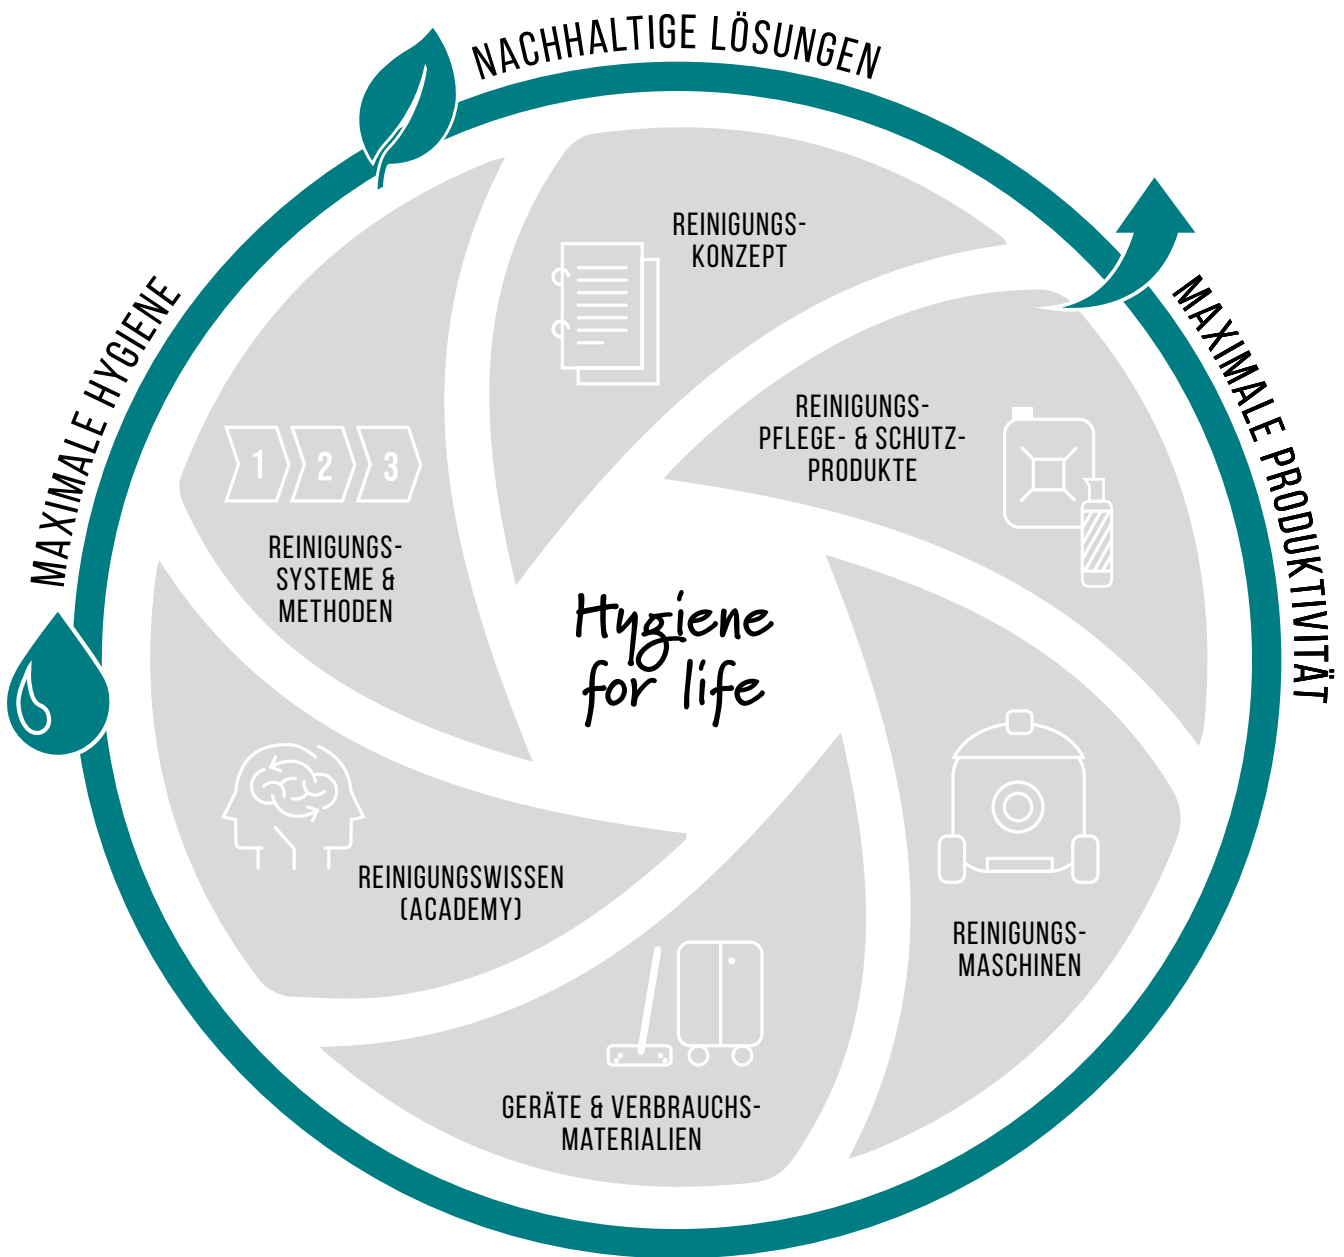 NACHHALTIGE LÖSUNGEN
MAXIMALE HYGIENE
MAXIMALE PRODUKTIVITÄT
REINIGUNGS-
KONZEPT
REINIGUNGS-
PFLEGE- & SCHUTZ-
PRODUKTE
1 2 3
REINIGUNGS-
SYSTEME &
METHODEN
Hygiene
for life
REINIGUNGSWISSEN
(ACADEMY)
REINIGUNGS-
MASCHINEN
GERÄTE & VERBRAUCHS-
MATERIALIEN